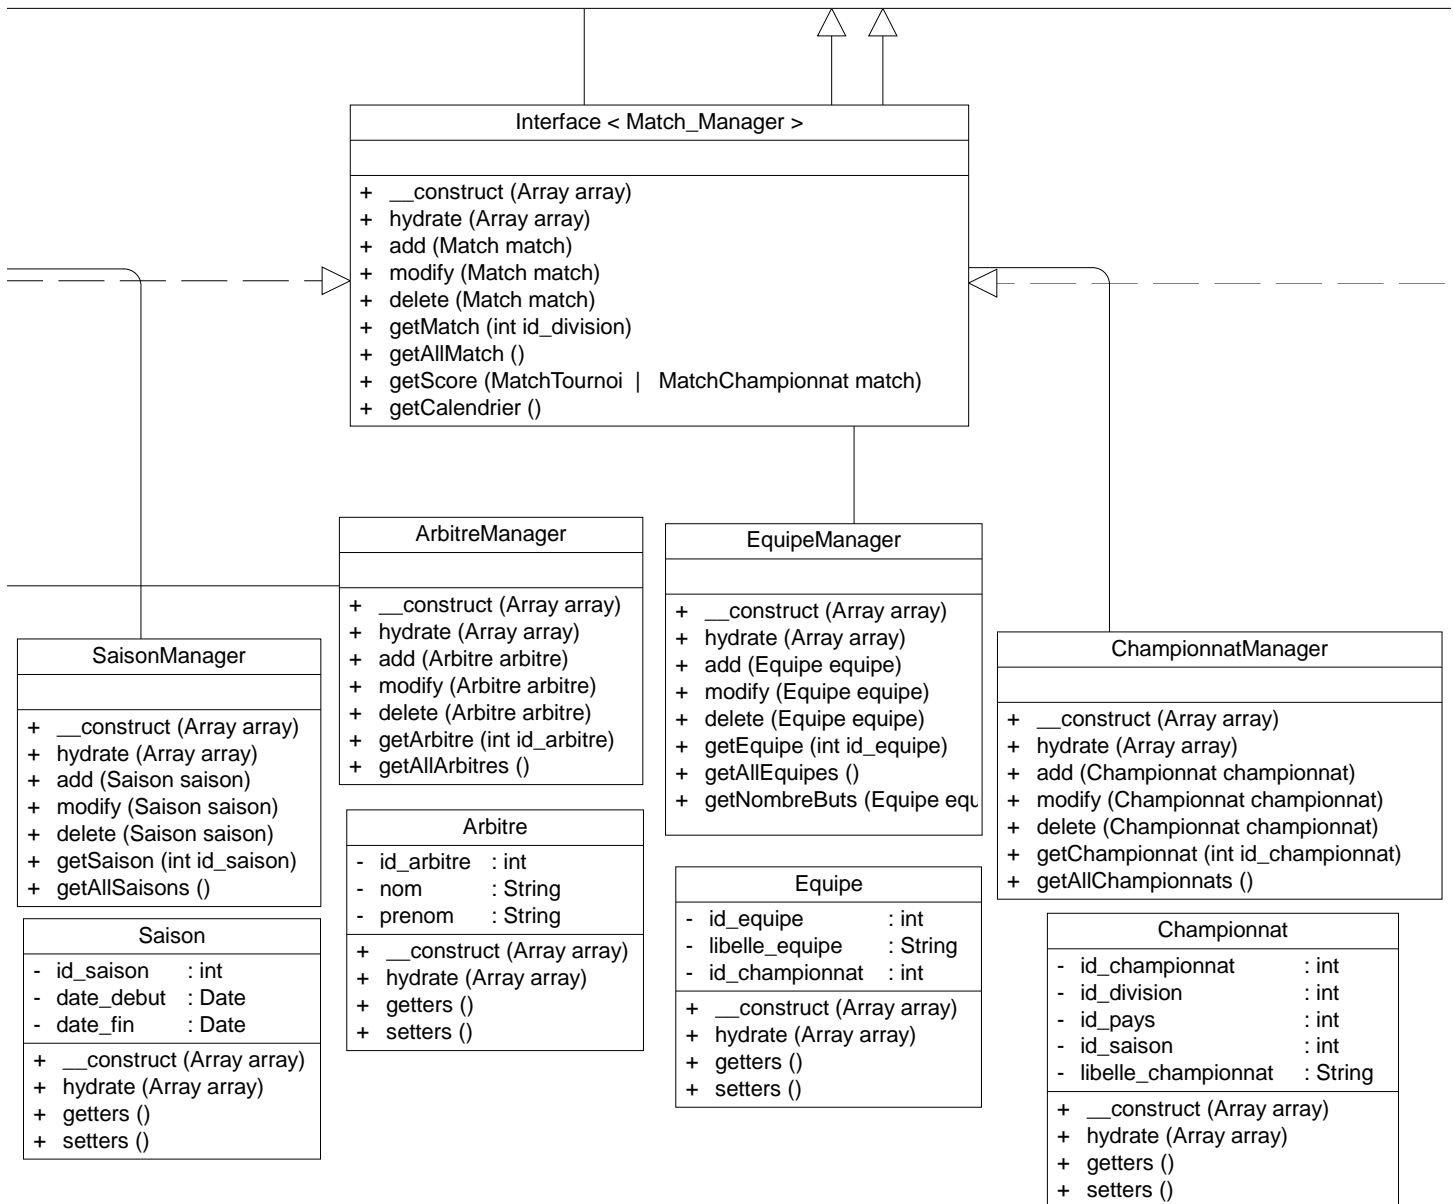 Interface < Match_Manager >
+ __construct (Array array)
+ hydrate (Array array)
+ add (Match match)
+ modify (Match match)
+ delete (Match match)
+ getMatch (int id_division)
+ getAllMatch ()
+ getScore (MatchTournoi | MatchChampionnat match)
+ getCalendrier ()
ArbitreManager
+ __construct (Array array)
+ hydrate (Array array)
+ add (Arbitre arbitre)
+ modify (Arbitre arbitre)
+ delete (Arbitre arbitre)
+ getArbitre (int id_arbitre)
+ getAllArbitres ()
EquipeManager
+ __construct (Array array)
+ hydrate (Array array)
+ add (Equipe equipe)
+ modify (Equipe equipe)
+ delete (Equipe equipe)
+ getEquipe (int id_equipe)
+ getAllEquipes ()
+ getNombreButs (Equipe equ
SaisonManager
+ __construct (Array array)
+ hydrate (Array array)
+ add (Saison saison)
+ modify (Saison saison)
+ delete (Saison saison)
+ getSaison (int id_saison)
+ getAllSaisons ()
ChampionnatManager
+ __construct (Array array)
+ hydrate (Array array)
+ add (Championnat championnat)
+ modify (Championnat championnat)
+ delete (Championnat championnat)
+ getChampionnat (int id_championnat)
+ getAllChampionnats ()
Arbitre
- id_arbitre : int
- nom : String
- prenom : String
+ __construct (Array array)
+ hydrate (Array array)
+ getters ()
+ setters ()
Equipe
- id_equipe : int
- libelle_equipe : String
- id_championnat : int
+ __construct (Array array)
+ hydrate (Array array)
+ getters ()
+ setters ()
Saison
- id_saison : int
- date_debut : Date
- date_fin : Date
+ __construct (Array array)
+ hydrate (Array array)
+ getters ()
+ setters ()
Championnat
- id_championnat : int
- id_division : int
- id_pays : int
- id_saison : int
- libelle_championnat : String
+ __construct (Array array)
+ hydrate (Array array)
+ getters ()
+ setters ()